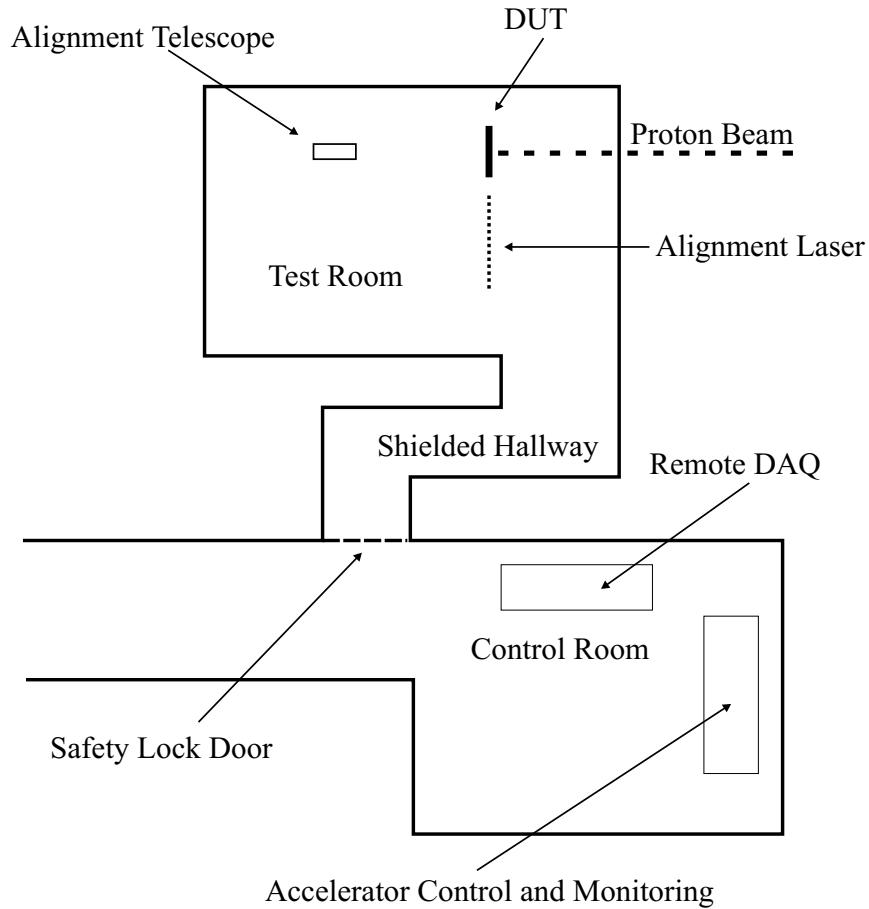 DUT
Alignment Telescope
Proton Beam
Alignment Laser
Test Room
Shielded Hallway
Remote DAQ
Control Room
Safety Lock Door
Accelerator Control and Monitoring